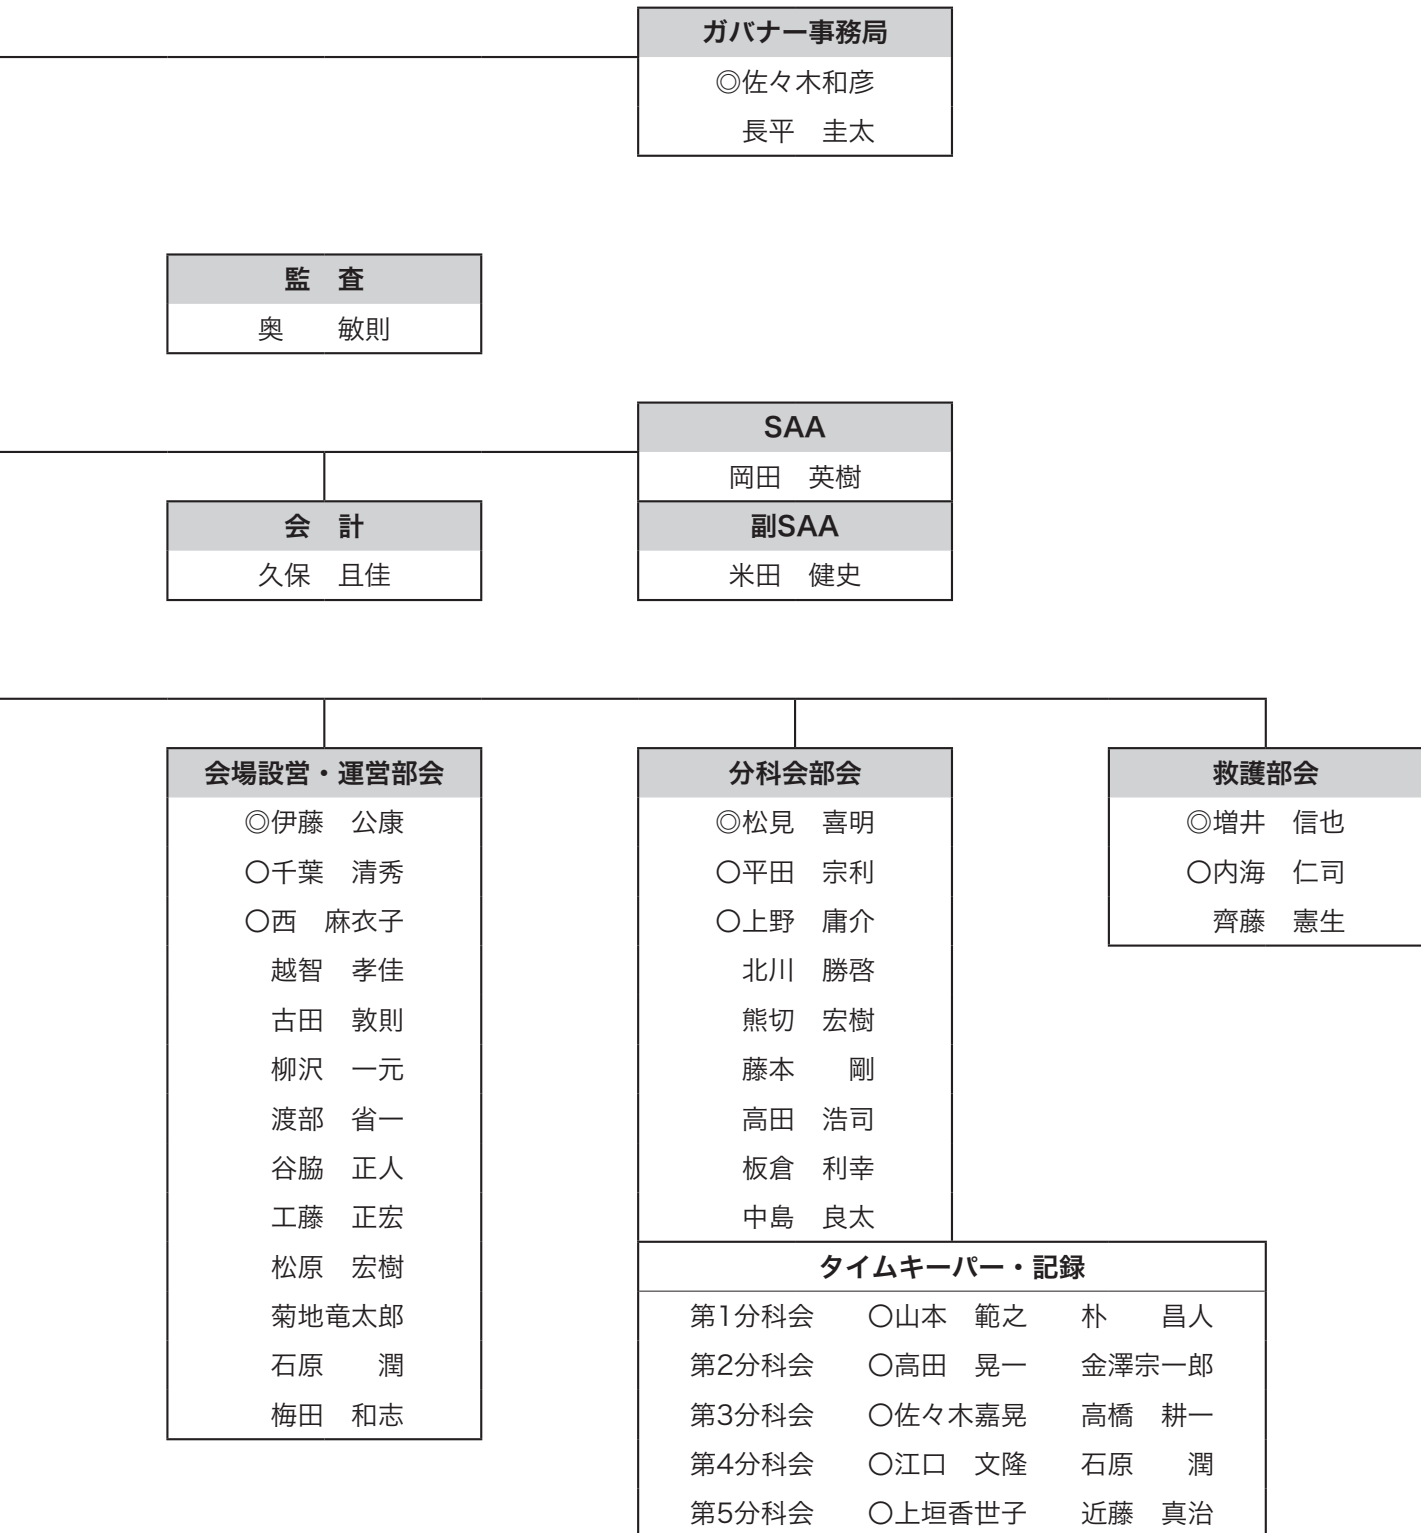 ガバナー事務局
◎佐々木和彦
長平　圭太
監　査
奥　　敏則
SAA
岡田　英樹
副SAA
米田　健史
会　計
久保　且佳
会場設営・運営部会
◎伊藤　公康
〇千葉　清秀
〇西　麻衣子
越智　孝佳
古田　敦則
柳沢　一元
渡部　省一
谷脇　正人
工藤　正宏
松原　宏樹
菊地竜太郎
石原　　潤
梅田　和志
分科会部会
◎松見　喜明
〇平田　宗利
〇上野　庸介
北川　勝啓
熊切　宏樹
藤本　　剛
高田　浩司
板倉　利幸
中島　良太
タイムキーパー・記録
第1分科会　〇山本　範之　朴　　昌人
第2分科会　〇高田　晃一　金澤宗一郎
第3分科会　〇佐々木嘉晃　高橋　耕一
第4分科会　〇江口　文隆　石原　　潤
第5分科会　〇上垣香世子　近藤　真治
救護部会
◎増井　信也
〇内海　仁司
齊藤　憲生